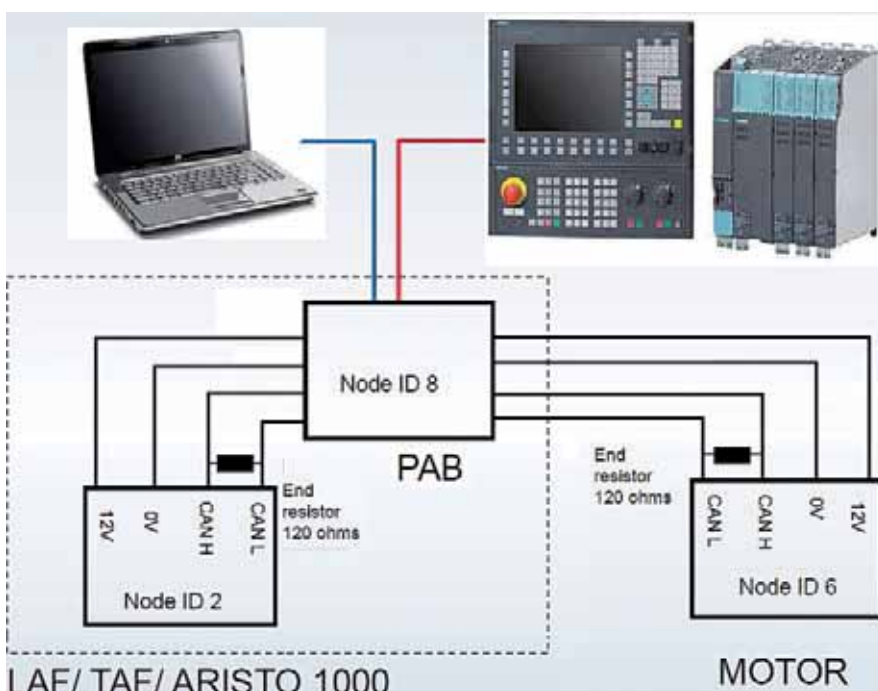 Node ID 8
PAB
End
resistor
120 ohms
12V
0V
CAN H
CAN L
Node ID 2
End
resistor
120 ohms
CAN L
CAN H
0V
12V
Node ID 6
LAF/ TAF/ ARISTO 1000
MOTOR